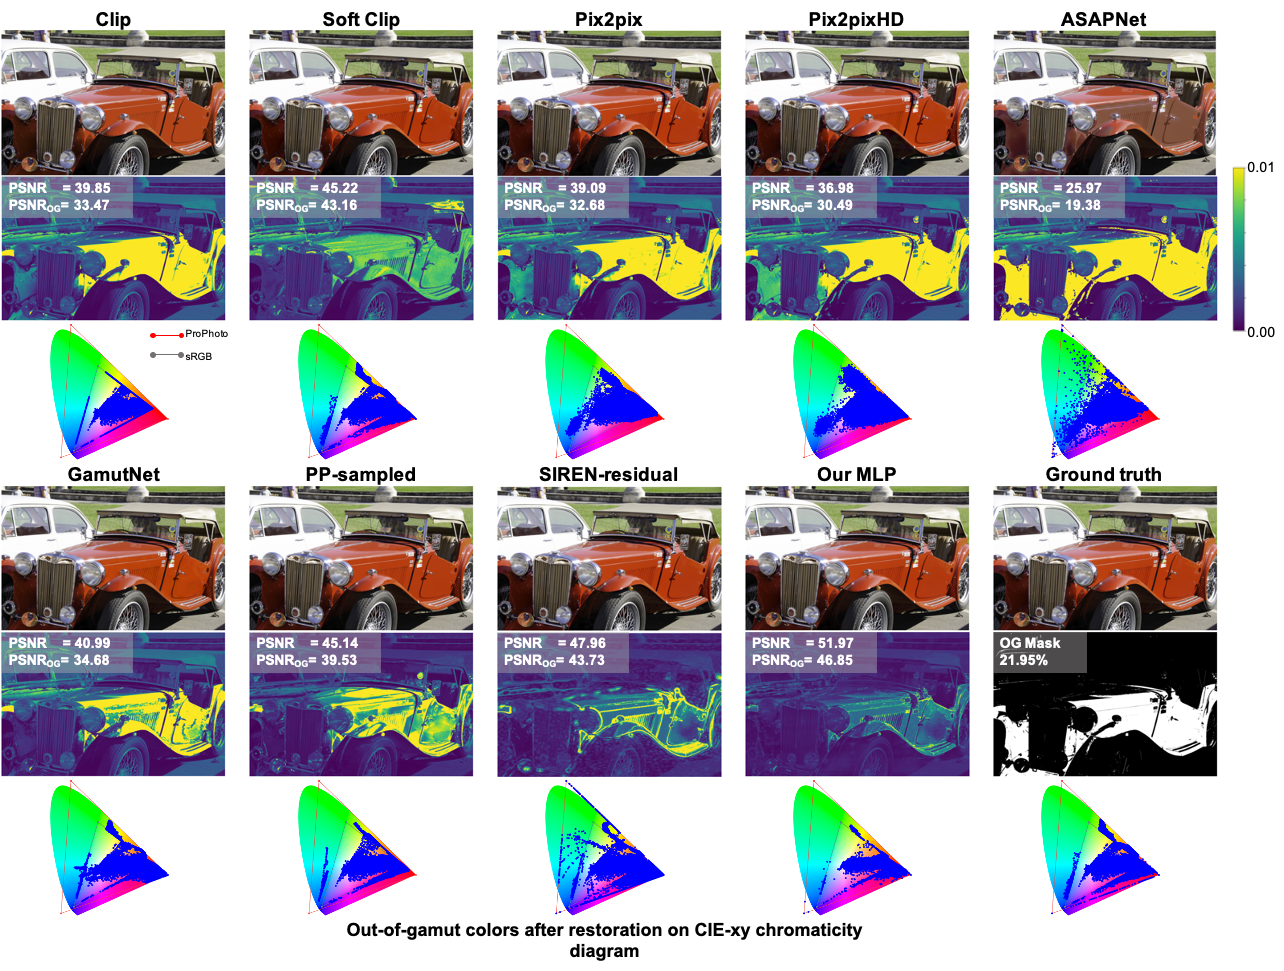 Clip
Soft Clip
Pix2pix
Pix2pixHD
ASAPNet
PSNR = 39.85
PSNROG= 33.47
PSNR = 45.22
PSNROG= 43.16
PSNR = 39.09
PSNROG= 32.68
PSNR = 36.98
PSNROG= 30.49
PSNR = 25.97
PSNROG= 19.38
0.01
0.00
ProPhoto
sRGB
GamutNet
PP-sampled
SIREN-residual
Our MLP
Ground truth
PSNR = 40.99
PSNROG= 34.68
PSNR = 45.14
PSNROG= 39.53
PSNR = 47.96
PSNROG= 43.73
PSNR = 51.97
PSNROG= 46.85
OG Mask
21.95%
Out-of-gamut colors after restoration on CIE-xy chromaticity
diagram